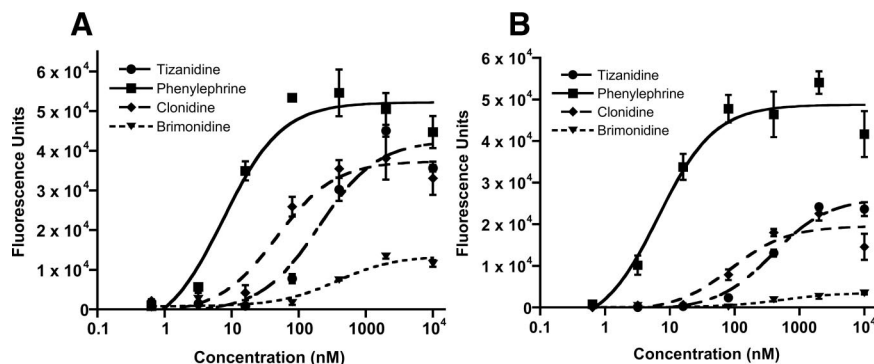 A
B
Tizanidine
Phenylephrine
Clonidine
Brimonidine
Tizanidine
Phenylephrine
Clonidine
Brimonidine
Fluorescence Units
6 x 10⁴
5 x 10⁴
4 x 10⁴
3 x 10⁴
2 x 10⁴
1 x 10⁴
0
0.1
1
10
100
1000
10⁴
Concentration (nM)
Fluorescence Units
6 x 10⁴
5 x 10⁴
4 x 10⁴
3 x 10⁴
2 x 10⁴
1 x 10⁴
0
0.1
1
10
100
1000
10⁴
Concentration (nM)